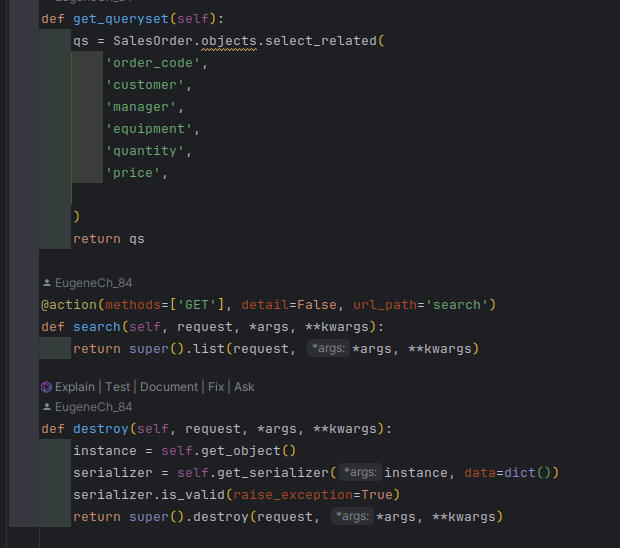 EugeneCh_84
def get_queryset(self):
    qs = SalesOrder.objects.select_related(
        'order_code',
        'customer',
        'manager',
        'equipment',
        'quantity',
        'price',
    )
    return qs
EugeneCh_84
@action(methods=['GET'], detail=False, url_path='search')
def search(self, request, *args, **kwargs):
    return super().list(request, *args: *args, **kwargs)
Explain | Test | Document | Fix | Ask
EugeneCh_84
def destroy(self, request, *args, **kwargs):
    instance = self.get_object()
    serializer = self.get_serializer( *args: instance, data=dict())
    serializer.is_valid(raise_exception=True)
    return super().destroy(request, *args: *args, **kwargs)